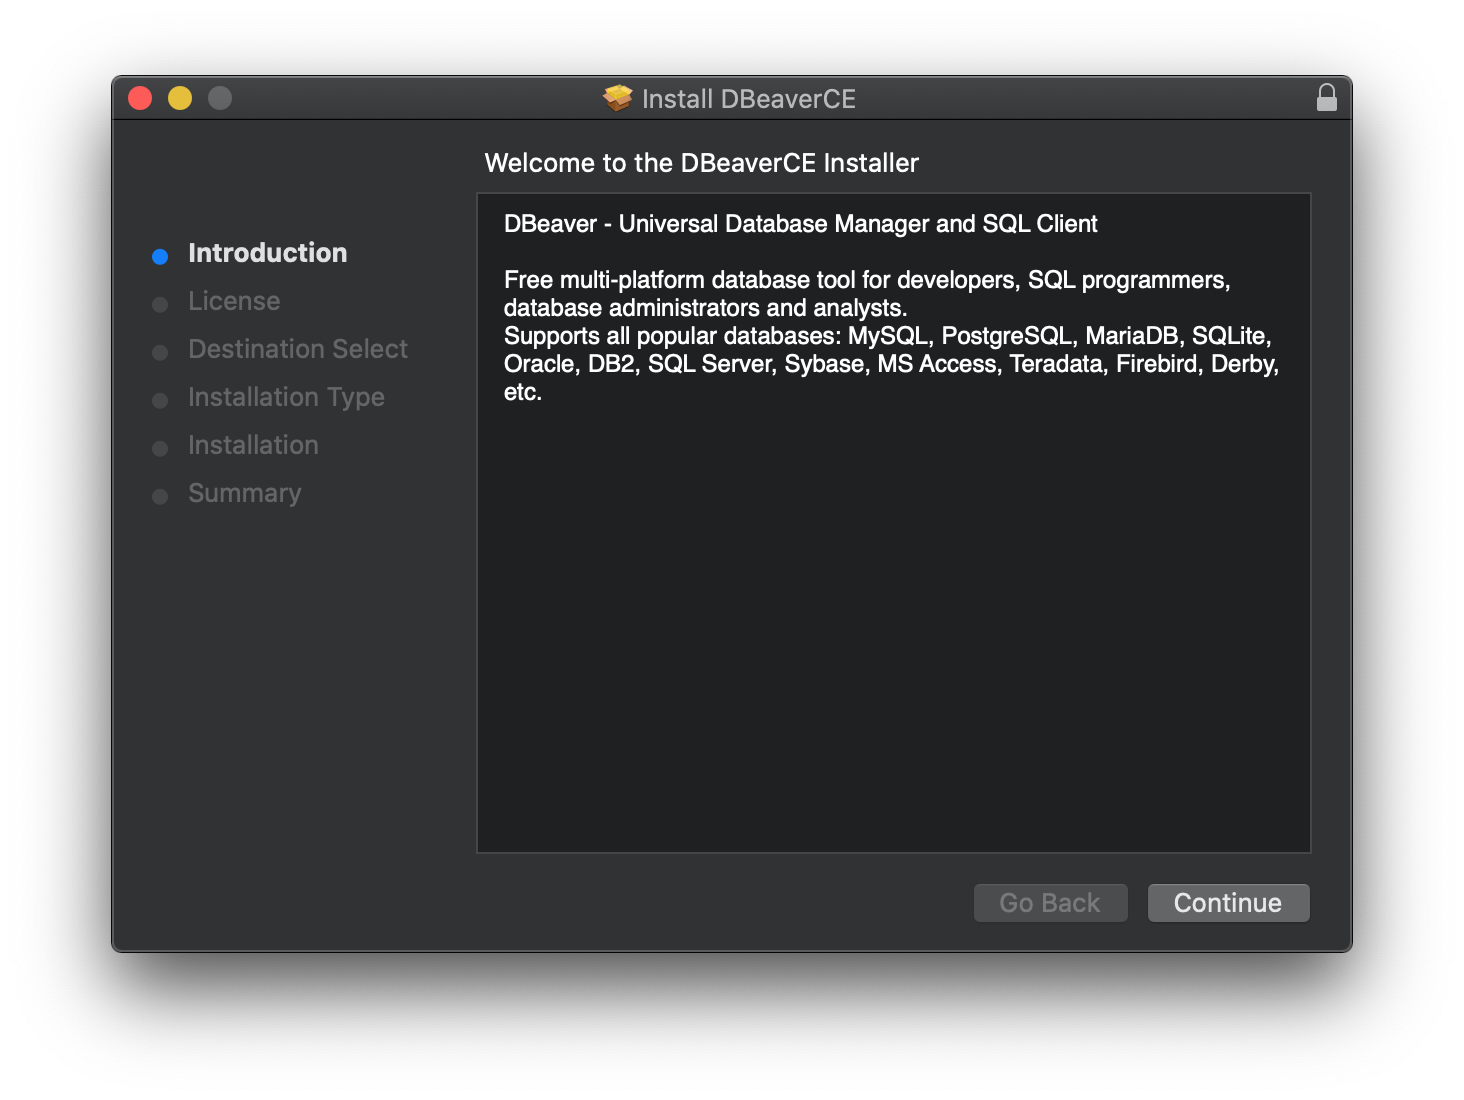 Install DBeaverCE
Welcome to the DBeaverCE Installer
Introduction
License
Destination Select
Installation Type
Installation
Summary
DBeaver - Universal Database Manager and SQL Client
Free multi-platform database tool for developers, SQL programmers,
database administrators and analysts.
Supports all popular databases: MySQL, PostgreSQL, MariaDB, SQLite,
Oracle, DB2, SQL Server, Sybase, MS Access, Teradata, Firebird, Derby,
etc.
Go Back
Continue